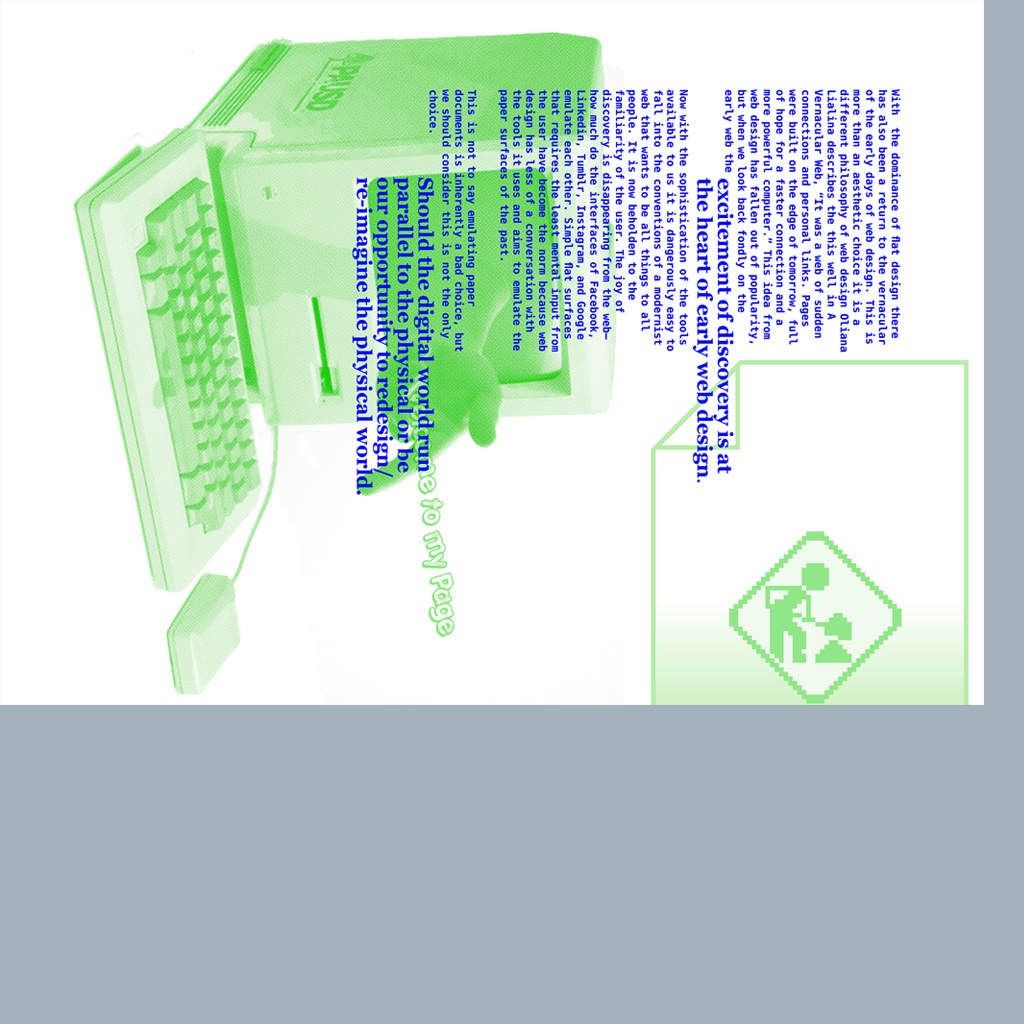 With the dominance of flat design there
has also been a return to the vernacular
of the early days of web design. This is
more than an aesthetic choice it is a
different philosophy of web design Oliana
Lialina describes the this well in A
Vernacular Web, “It was a web of sudden
connections and personal links. Pages
were built on the edge of tomorrow, full
of hope for a faster connection and a
more powerful computer.” This idea from
web design has fallen out of popularity,
but when we look back fondly on the
early web the
excitement of discovery is at
the heart of early web design.
Now with the sophistication of the tools
available to us it is dangerously easy to
fall into the conventions of a modernist
web that wants to be all things to all
people. It is now beholden to the
familiarity of the user. The joy of
discovery is disappearing from the web—
how much do the interfaces of Facebook,
Linkedin, Tumblr, Instagram, and Google
emulate each other. Simple flat surfaces
that requires the least mental input from
the user have become the norm because web
design has less of a conversation with
the tools it uses and aims to emulate the
paper surfaces of the past.
This is not to say emulating paper
documents is inherently a bad choice, but
we should consider this is not the only
choice.
Should the digital world run
parallel to the physical or be
our opportunity to redesign/
re-imagine the physical world.
to my Page
PAUSD